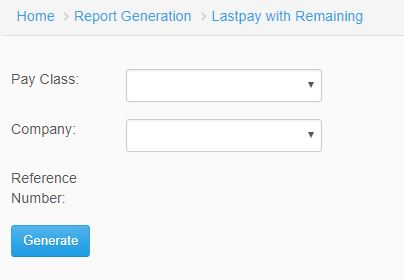 Home > Report Generation > Lastpay with Remaining
Pay Class:
Company:
Reference
Number:
Generate